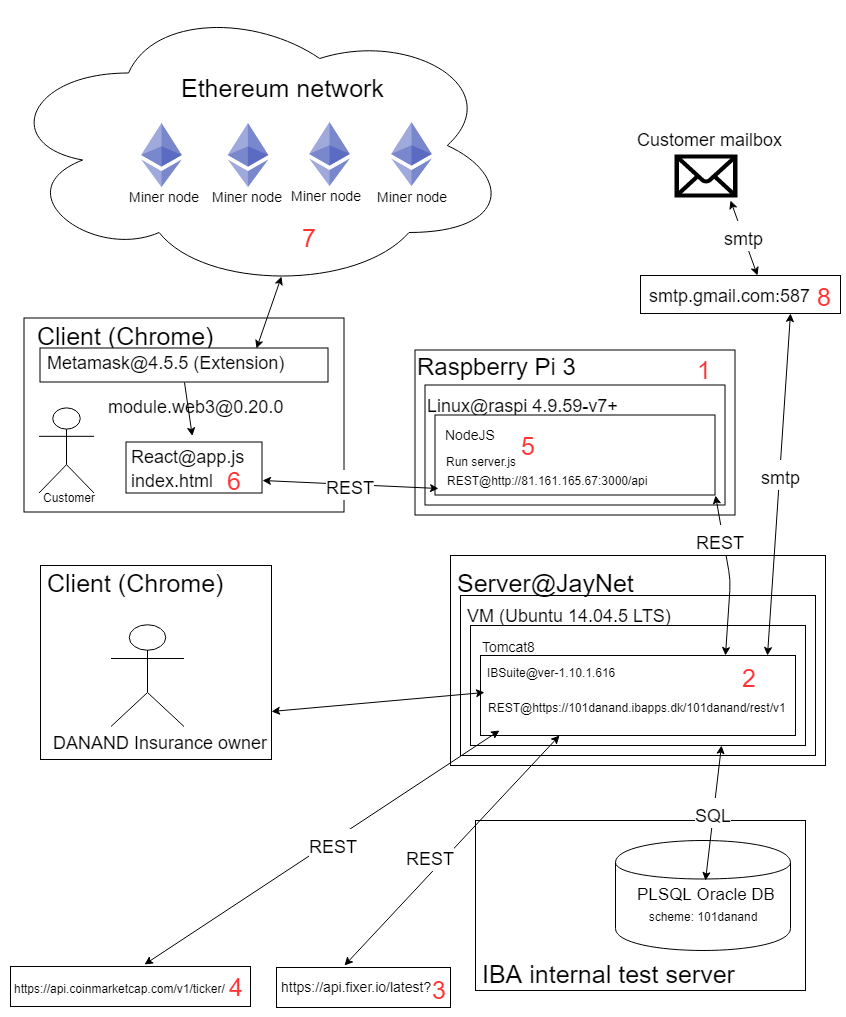 Ethereum network
Miner node
Miner node
Miner node
Miner node
7
Customer mailbox
smtp
smtp.gmail.com:587
8
Client (Chrome)
Metamask@4.5.5 (Extension)
module.web3@0.20.0
React@app.js
index.html
6
Customer
REST
Raspberry Pi 3
1
Linux@raspi 4.9.59-v7+
NodeJS
5
Run server.js
REST@http://81.161.165.67:3000/api
smtp
REST
Client (Chrome)
DANAND Insurance owner
Server@JayNet
VM (Ubuntu 14.04.5 LTS)
Tomcat8
IBSuite@ver-1.10.1.616
2
REST@https://101danand.ibapps.dk/101danand/rest/v1
REST
REST
SQL
PLSQL Oracle DB
scheme: 101danand
IBA internal test server
https://api.coinmarketcap.com/v1/ticker/
4
https://api.fixer.io/latest?
3